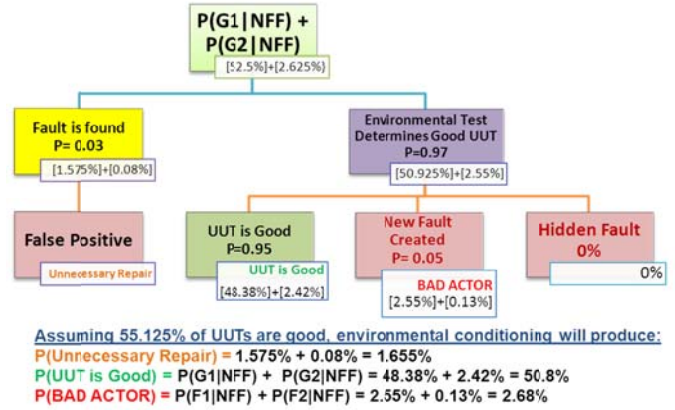 P(G1|NFF) +
P(G2|NFF)
[52.5%]+[2.625%]
Fault is found
P= 0.03
[1.575%]+[0.08%]
Environmental Test
Determines Good UUT
P=0.97
[50.925%]+[2.55%]
False Positive
Unnecessary Repair
UUT is Good
P=0.95
UUT is Good
[48.38%]+[2.42%]
New Fault
Created
P= 0.05
BAD ACTOR
[2.55%]+[0.13%]
Hidden Fault
0%
0%
Assuming 55.125% of UUTs are good, environmental conditioning will produce:
P(Unnecessary Repair) = 1.575% + 0.08% = 1.655%
P(UUT is Good) = P(G1|NFF) + P(G2|NFF) = 48.38% + 2.42% = 50.8%
P(BAD ACTOR) = P(F1|NFF) + P(F2|NFF) = 2.55% + 0.13% = 2.68%